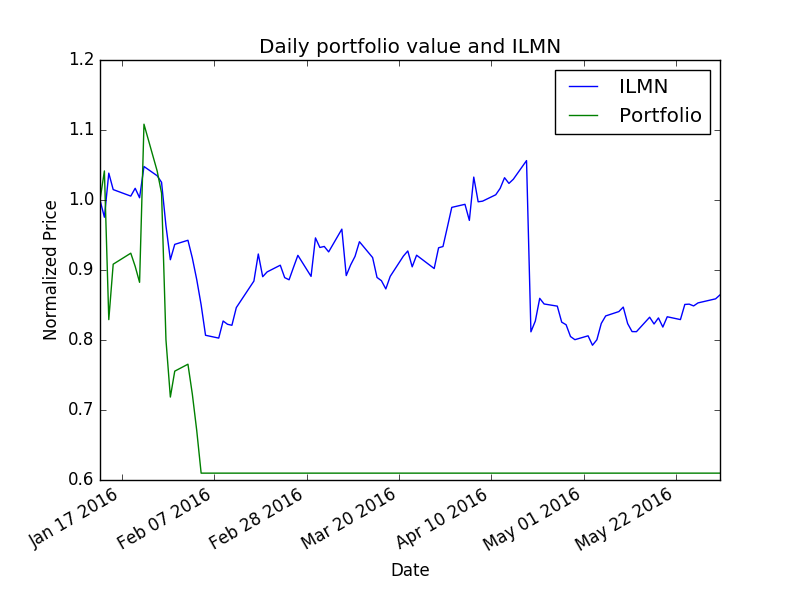 Daily portfolio value and ILMN
1.2
1.1
1.0
0.9
0.8
0.7
0.6
Normalized Price
ILMN
Portfolio
Jan 17 2016
Feb 07 2016
Feb 28 2016
Mar 20 2016
Apr 10 2016
May 01 2016
May 22 2016
Date